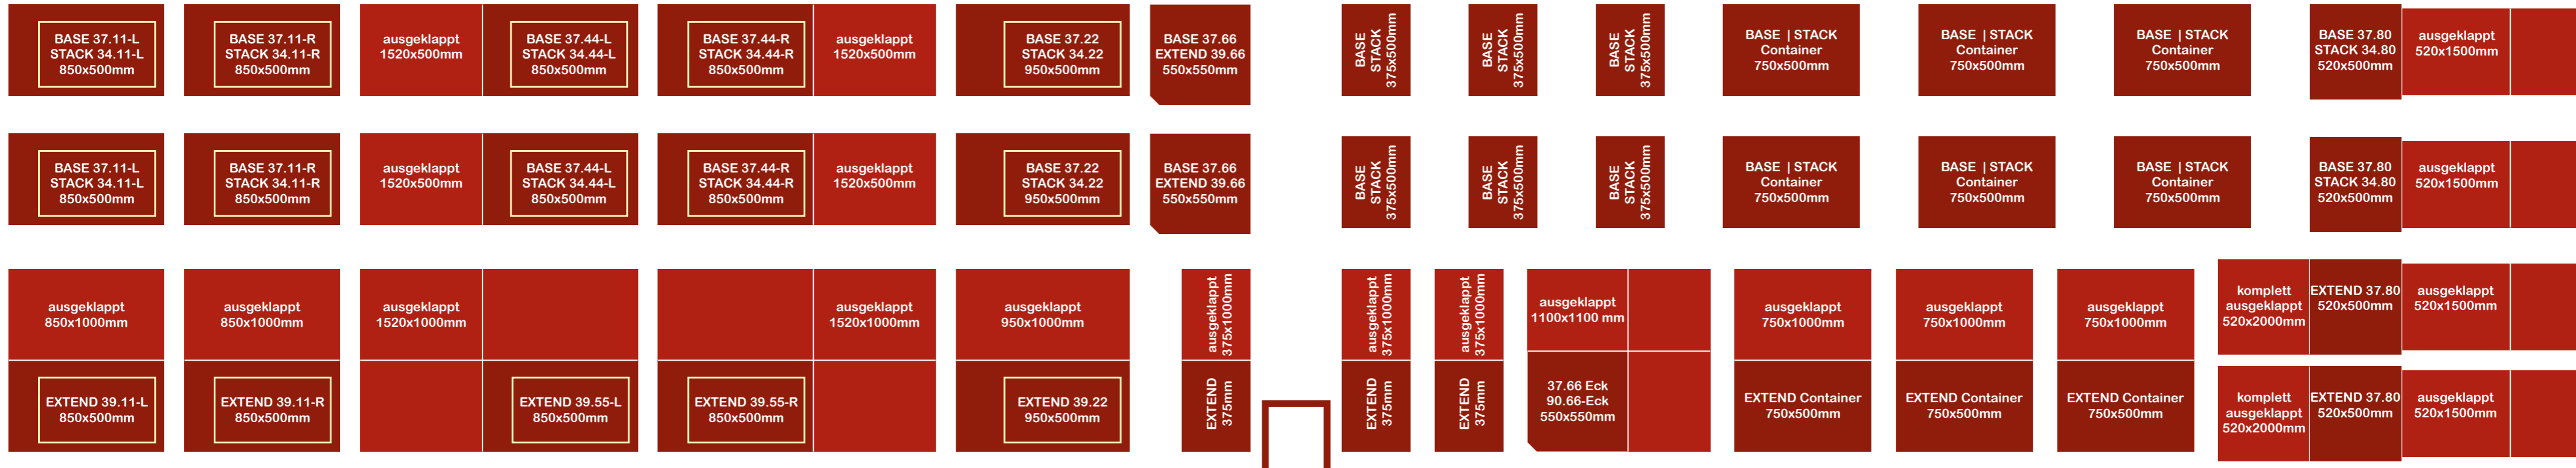 BASE 37.11-L
STACK 34.11-L
850x500mm
BASE 37.11-R
STACK 34.11-R
850x500mm
ausgeklappt
1520x500mm
BASE 37.44-L
STACK 34.44-L
850x500mm
BASE 37.44-R
STACK 34.44-R
850x500mm
ausgeklappt
1520x500mm
BASE 37.22
STACK 34.22
950x500mm
BASE 37.66
EXTEND 39.66
550x550mm
BASE
STACK
375x500mm
BASE
STACK
375x500mm
BASE
STACK
375x500mm
BASE | STACK
Container
750x500mm
BASE | STACK
Container
750x500mm
BASE | STACK
Container
750x500mm
BASE 37.80
STACK 34.80
520x500mm
ausgeklappt
520x1500mm
BASE 37.11-L
STACK 34.11-L
850x500mm
BASE 37.11-R
STACK 34.11-R
850x500mm
ausgeklappt
1520x500mm
BASE 37.44-L
STACK 34.44-L
850x500mm
BASE 37.44-R
STACK 34.44-R
850x500mm
ausgeklappt
1520x500mm
BASE 37.22
STACK 34.22
950x500mm
BASE 37.66
EXTEND 39.66
550x550mm
BASE
STACK
375x500mm
BASE
STACK
375x500mm
BASE
STACK
375x500mm
BASE | STACK
Container
750x500mm
BASE | STACK
Container
750x500mm
BASE | STACK
Container
750x500mm
BASE 37.80
STACK 34.80
520x500mm
ausgeklappt
520x1500mm
ausgeklappt
850x1000mm
ausgeklappt
850x1000mm
ausgeklappt
1520x1000mm
ausgeklappt
1520x1000mm
ausgeklappt
950x1000mm
ausgeklappt
375x1000mm
ausgeklappt
375x1000mm
ausgeklappt
375x1000mm
ausgeklappt
1100x1100 mm
ausgeklappt
750x1000mm
ausgeklappt
750x1000mm
ausgeklappt
750x1000mm
komplett
ausgeklappt
520x2000mm
EXTEND 37.80
520x500mm
ausgeklappt
520x1500mm
EXTEND 39.11-L
850x500mm
EXTEND 39.11-R
850x500mm
EXTEND 39.55-L
850x500mm
EXTEND 39.55-R
850x500mm
EXTEND 39.22
950x500mm
EXTEND
375mm
EXTEND
375mm
EXTEND
375mm
37.66 Eck
90.66-Eck
550x550mm
EXTEND Container
750x500mm
EXTEND Container
750x500mm
EXTEND Container
750x500mm
komplett
ausgeklappt
520x2000mm
EXTEND 37.80
520x500mm
ausgeklappt
520x1500mm